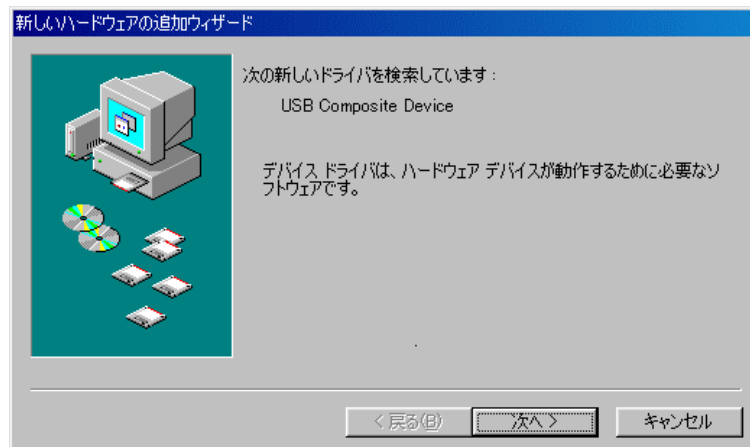 新しいハードウェアの追加ウィザード
次の新しいドライバを検索しています:
USB Composite Device
デバイス ドライバは、ハードウェア デバイスが動作するために必要なソ
フトウェアです。
< 戻る(B)
次へ >
キャンセル